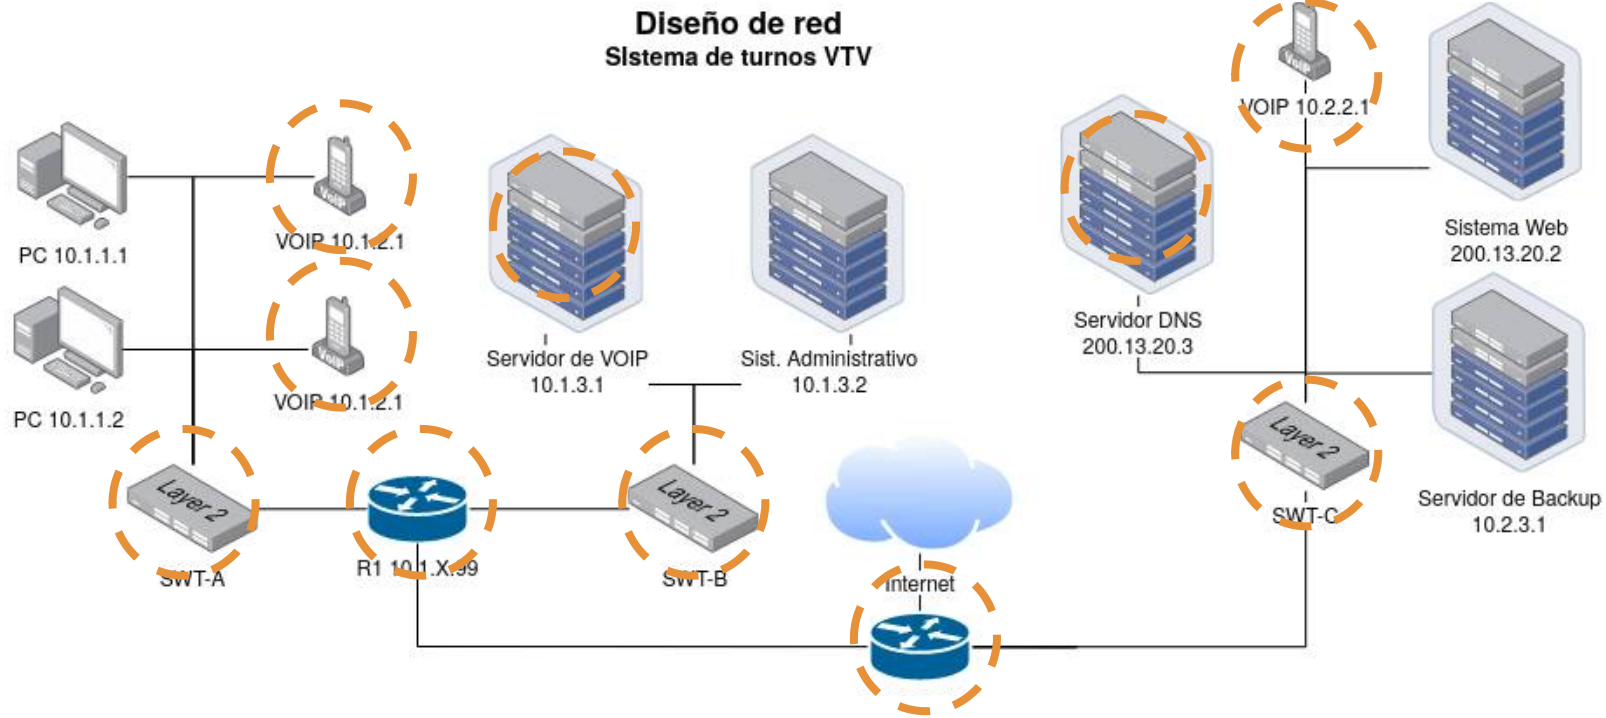 Diseño de red
SIstema de turnos VTV
VoIP
VOIP 10.2.2.1
VoIP
VOIP 10.1.2.1
PC 10.1.1.1
Sistema Web
200.13.20.2
Servidor DNS
200.13.20.3
VoIP
VOIP 10.1.2.1
PC 10.1.1.2
Servidor de VOIP
10.1.3.1
Sist. Administrativo
10.1.3.2
Layer 2
SWT-A
R1 10.1.X.99
Layer 2
SWT-B
Internet
Layer 2
SWT-C
Servidor de Backup
10.2.3.1